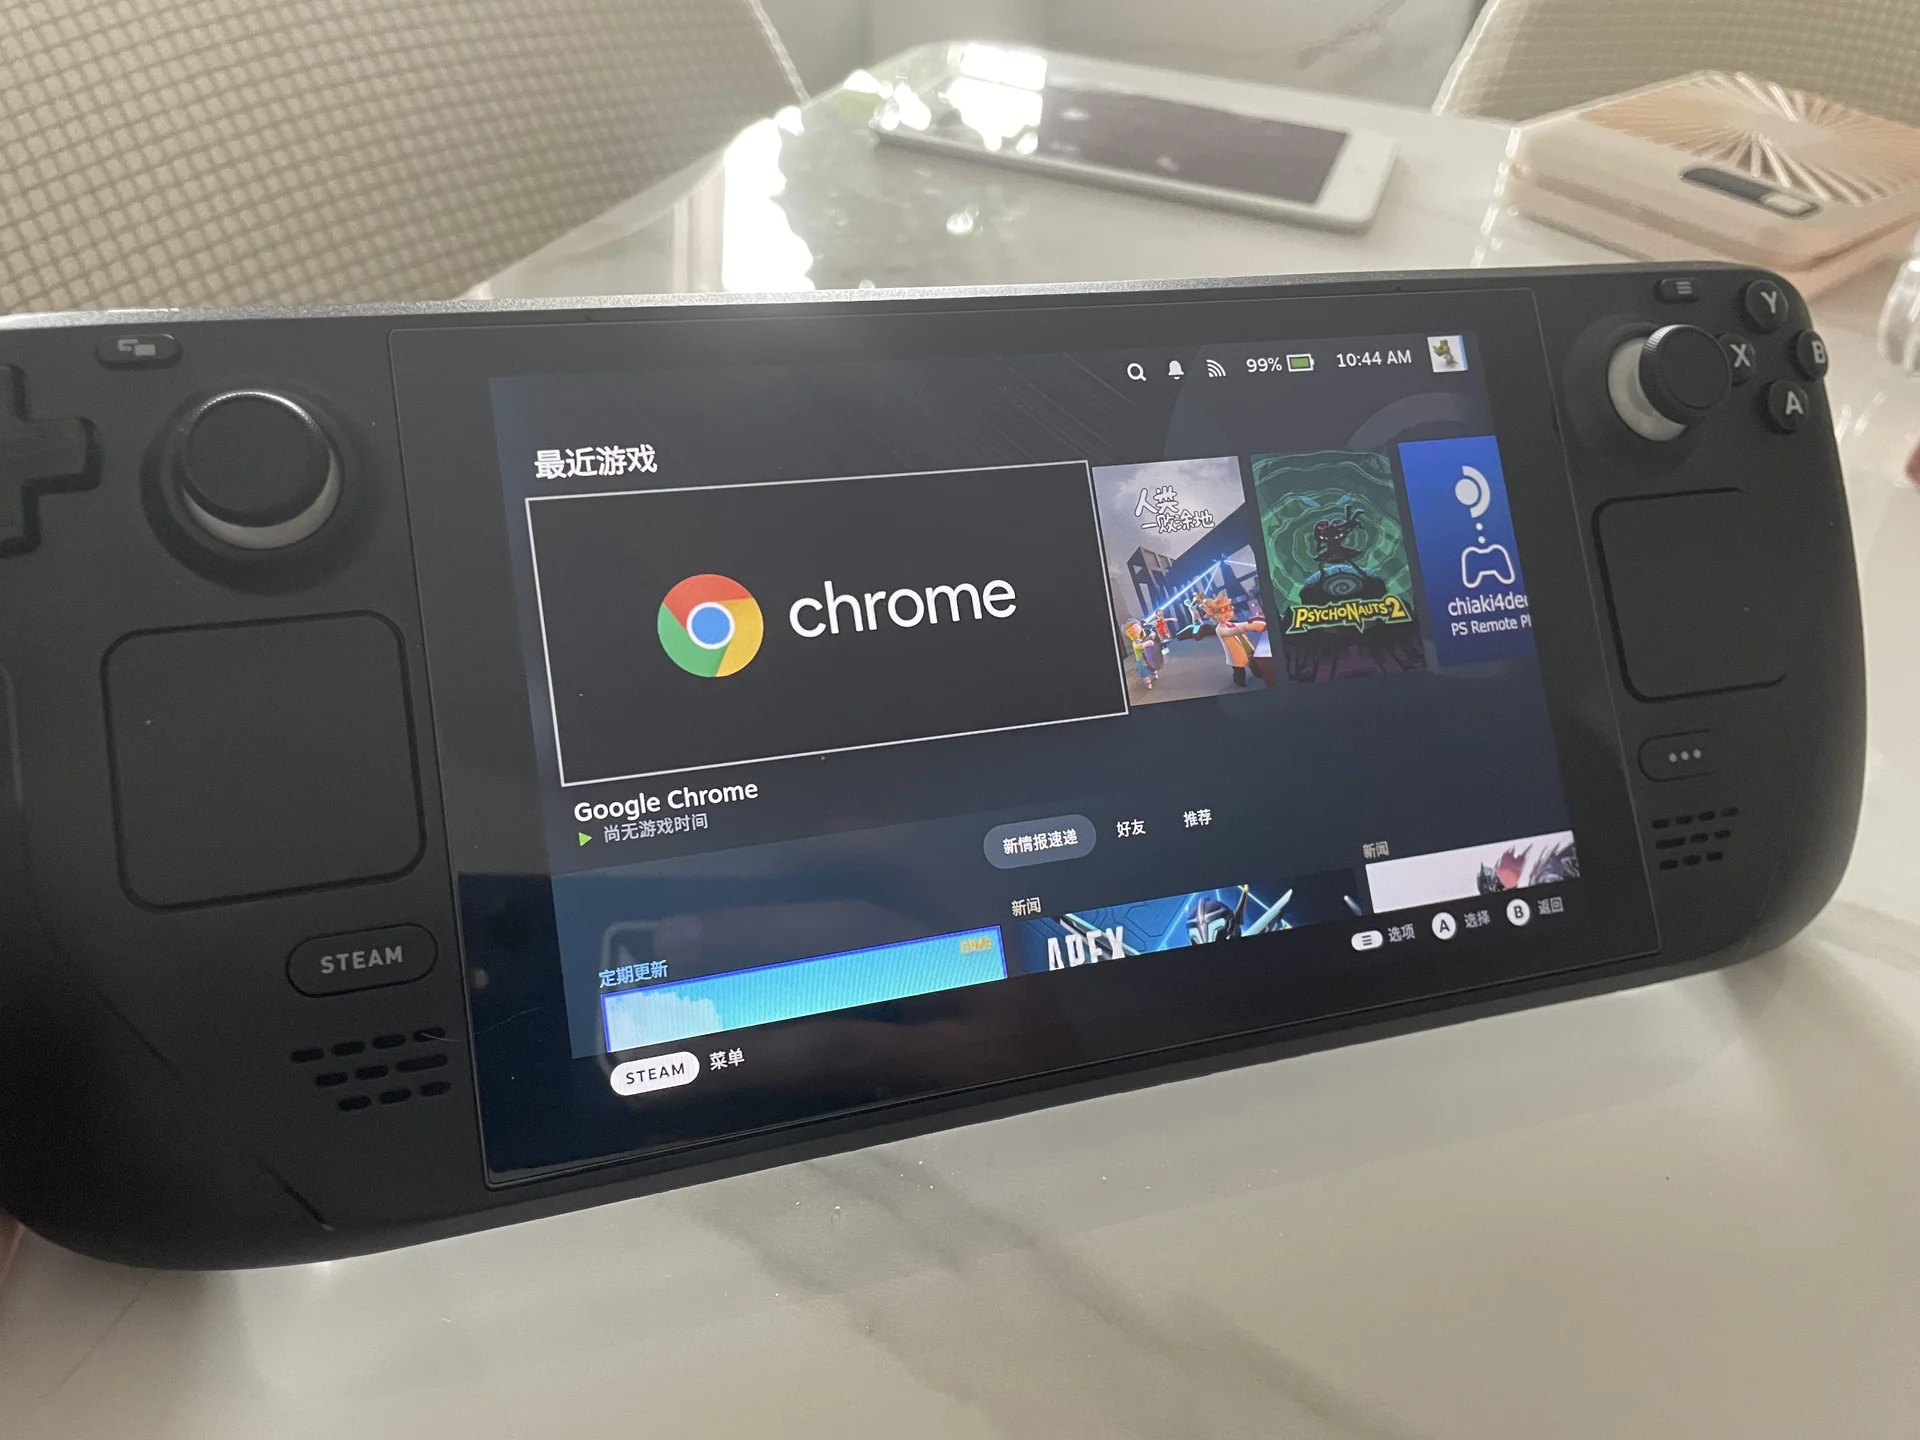 99% 10:44 AM
最近游戏
chrome
人类
一败涂地
PSYCHONAUTS 2
chiaki4dec
PS Remote Pl
Google Chrome
尚无游戏时间
新情报速递 好友 推荐
新闻
新闻
定期更新
APEX
选项 A 选择 B 返回
STEAM 菜单
STEAM
Y
X
B
A